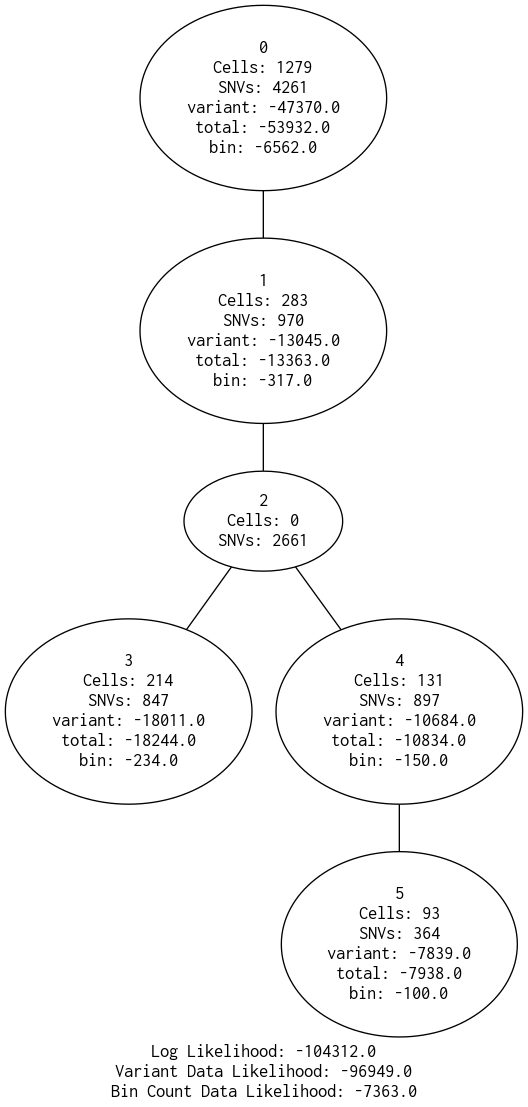 0
Cells: 1279
SNVs: 4261
variant: -47370.0
total: -53932.0
bin: -6562.0
1
Cells: 283
SNVs: 970
variant: -13045.0
total: -13363.0
bin: -317.0
2
Cells: 0
SNVs: 2661
3
Cells: 214
SNVs: 847
variant: -18011.0
total: -18244.0
bin: -234.0
4
Cells: 131
SNVs: 897
variant: -10684.0
total: -10834.0
bin: -150.0
5
Cells: 93
SNVs: 364
variant: -7839.0
total: -7938.0
bin: -100.0
Log Likelihood: -104312.0
Variant Data Likelihood: -96949.0
Bin Count Data Likelihood: -7363.0